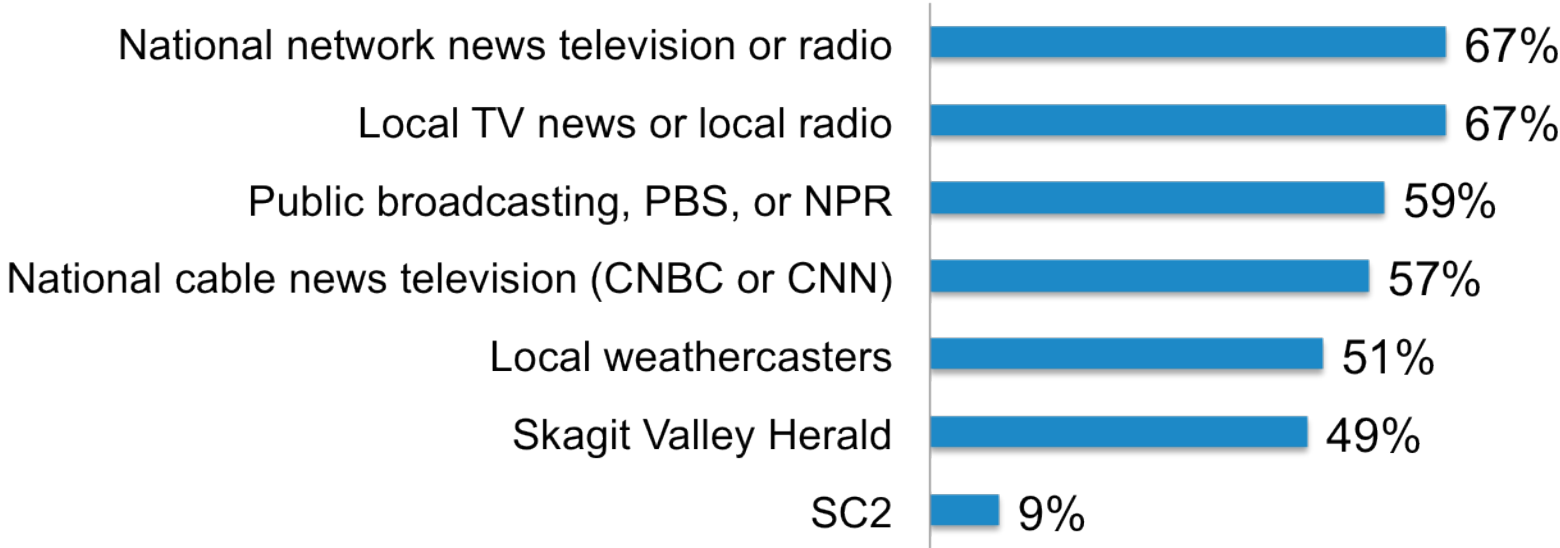 National network news television or radio 67%
Local TV news or local radio 67%
Public broadcasting, PBS, or NPR 59%
National cable news television (CNBC or CNN) 57%
Local weathercasters 51%
Skagit Valley Herald 49%
SC2 9%